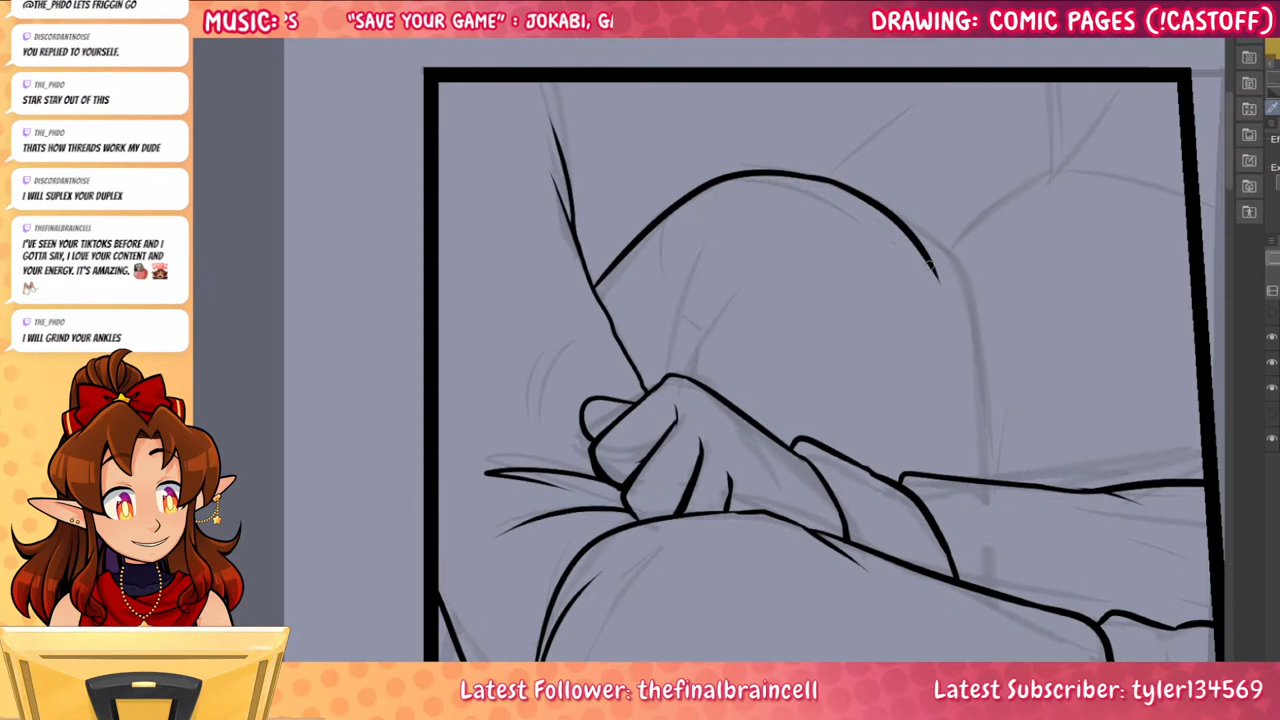 MUSIC: 'S "SAVE YOUR GAME" : JOKABI, GA
DRAWING: COMIC PAGES (!CASTOFF)
@THE_PHDO LETS FRIGGIN GO
DISCORDANTNOISE
YOU REPLIED TO YOURSELF.
THE_PHDO
STAR STAY OUT OF THIS
THE_PHDO
THATS HOW THREADS WORK MY DUDE
DISCORDANTNOISE
I WILL SUPLEX YOUR DUPLEX
THEFINALBRAINCELL
I'VE SEEN YOUR TIKTOKS BEFORE AND I
GOTTA SAY, I LOVE YOUR CONTENT AND
YOUR ENERGY. IT'S AMAZING.
THE_PHDO
I WILL GRIND YOUR ANKLES
Ef
Ex
Latest Follower: thefinalbraincell
Latest Subscriber: tyler134569